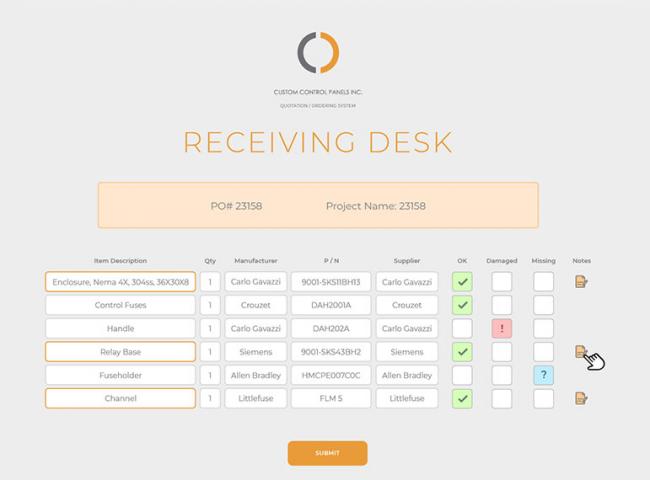 CUSTOM CONTROL PANELS INC.
QUOTATION / ORDERING SYSTEM
RECEIVING DESK
PO# 23158 Project Name: 23158
Item Description Qty Manufacturer P / N Supplier OK Damaged Missing Notes
Enclosure, Nema 4X, 304ss, 36X30X8 1 Carlo Gavazzi 9001-SKS11BH13 Carlo Gavazzi
Control Fuses 1 Crouzet DAH2001A Crouzet
Handle 1 Carlo Gavazzi DAH202A Carlo Gavazzi !
Relay Base 1 Siemens 9001-SKS43BH2 Siemens
Fuseholder 1 Allen Bradley HMCPE007C0C Allen Bradley ?
Channel 1 Littlefuse FLM 5 Littlefuse
SUBMIT